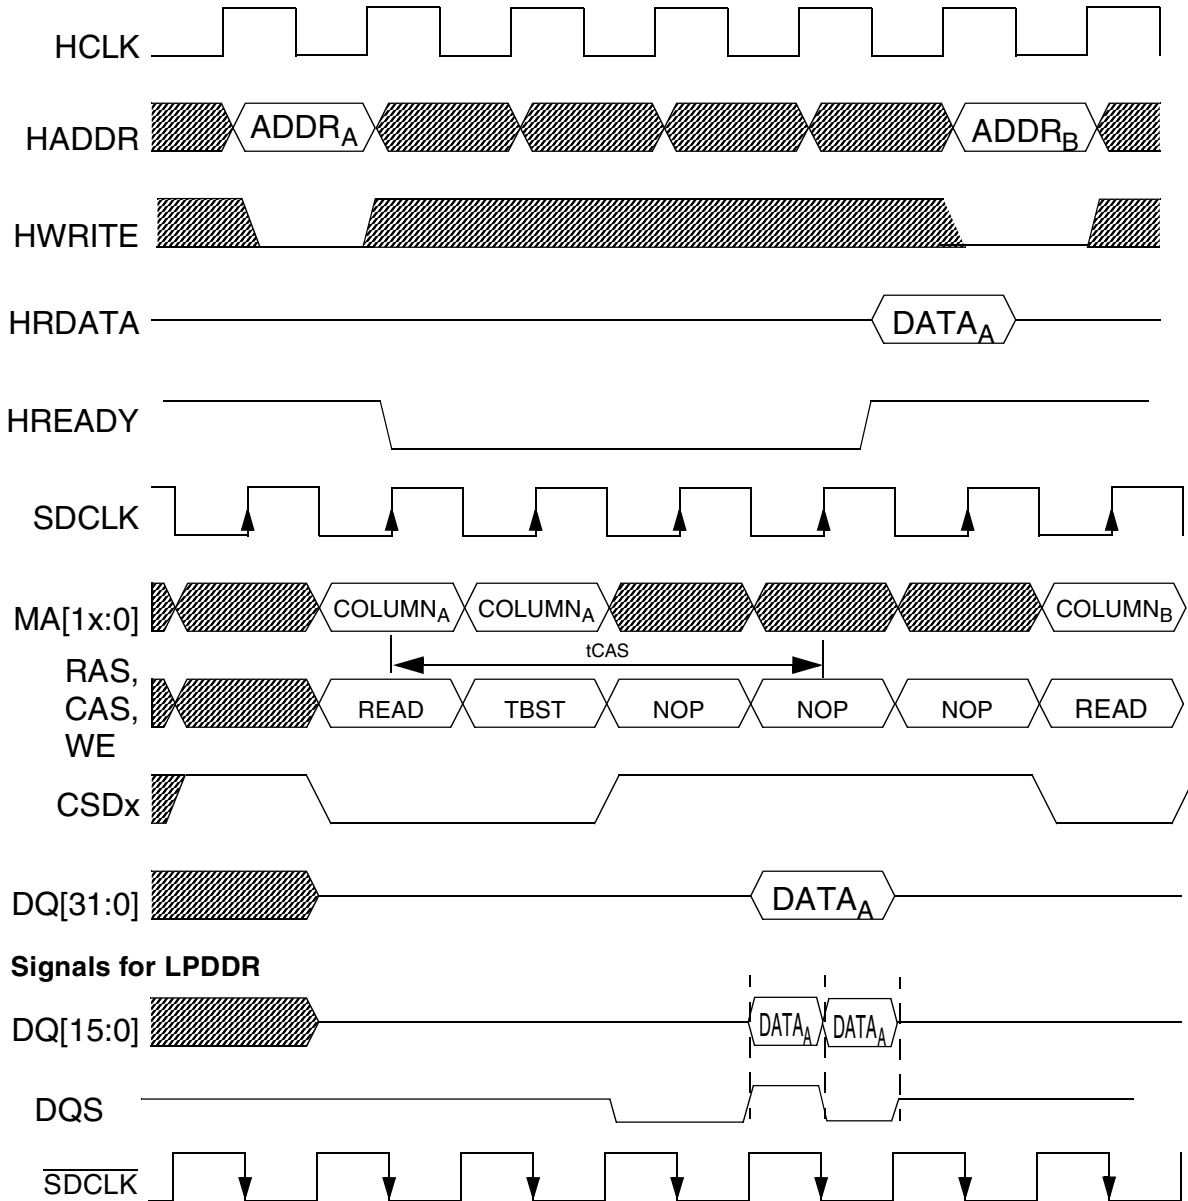 HCLK
HADDR ADDRA ADDRB
HWRITE
HRDATA DATAA
HREADY
SDCLK
MA[1x:0] COLUMNA COLUMNA COLUMNB
tCAS
RAS,
CAS,
WE
READ TBST NOP NOP NOP READ
CSDx
DQ[31:0] DATAA
Signals for LPDDR
DQ[15:0] DATAA DATAA
DQS
SDCLK